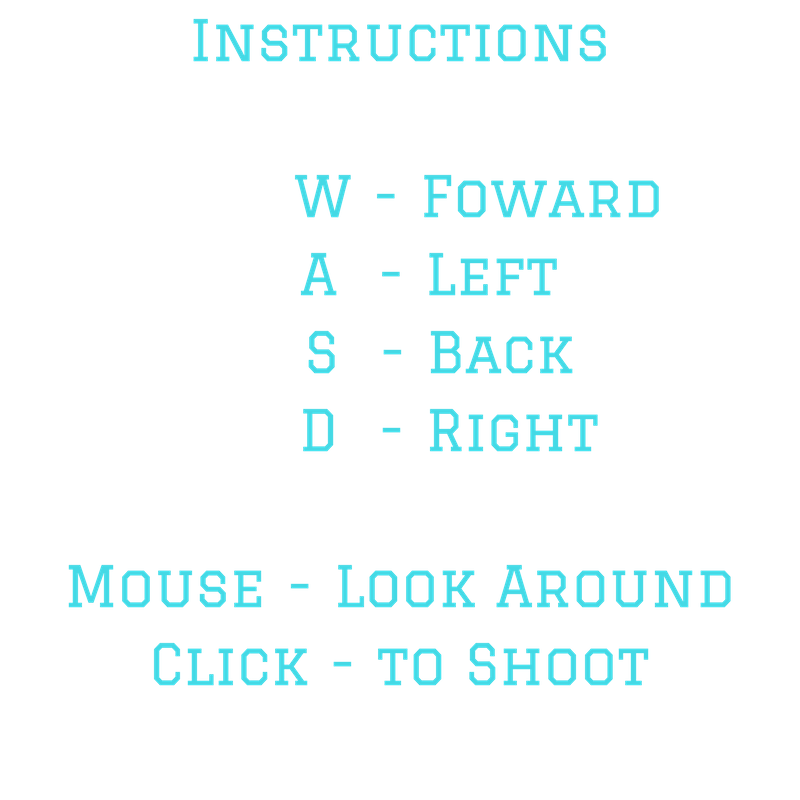 Instructions
W - Foward
A - Left
S - Back
D - Right
Mouse - Look Around
Click - to Shoot